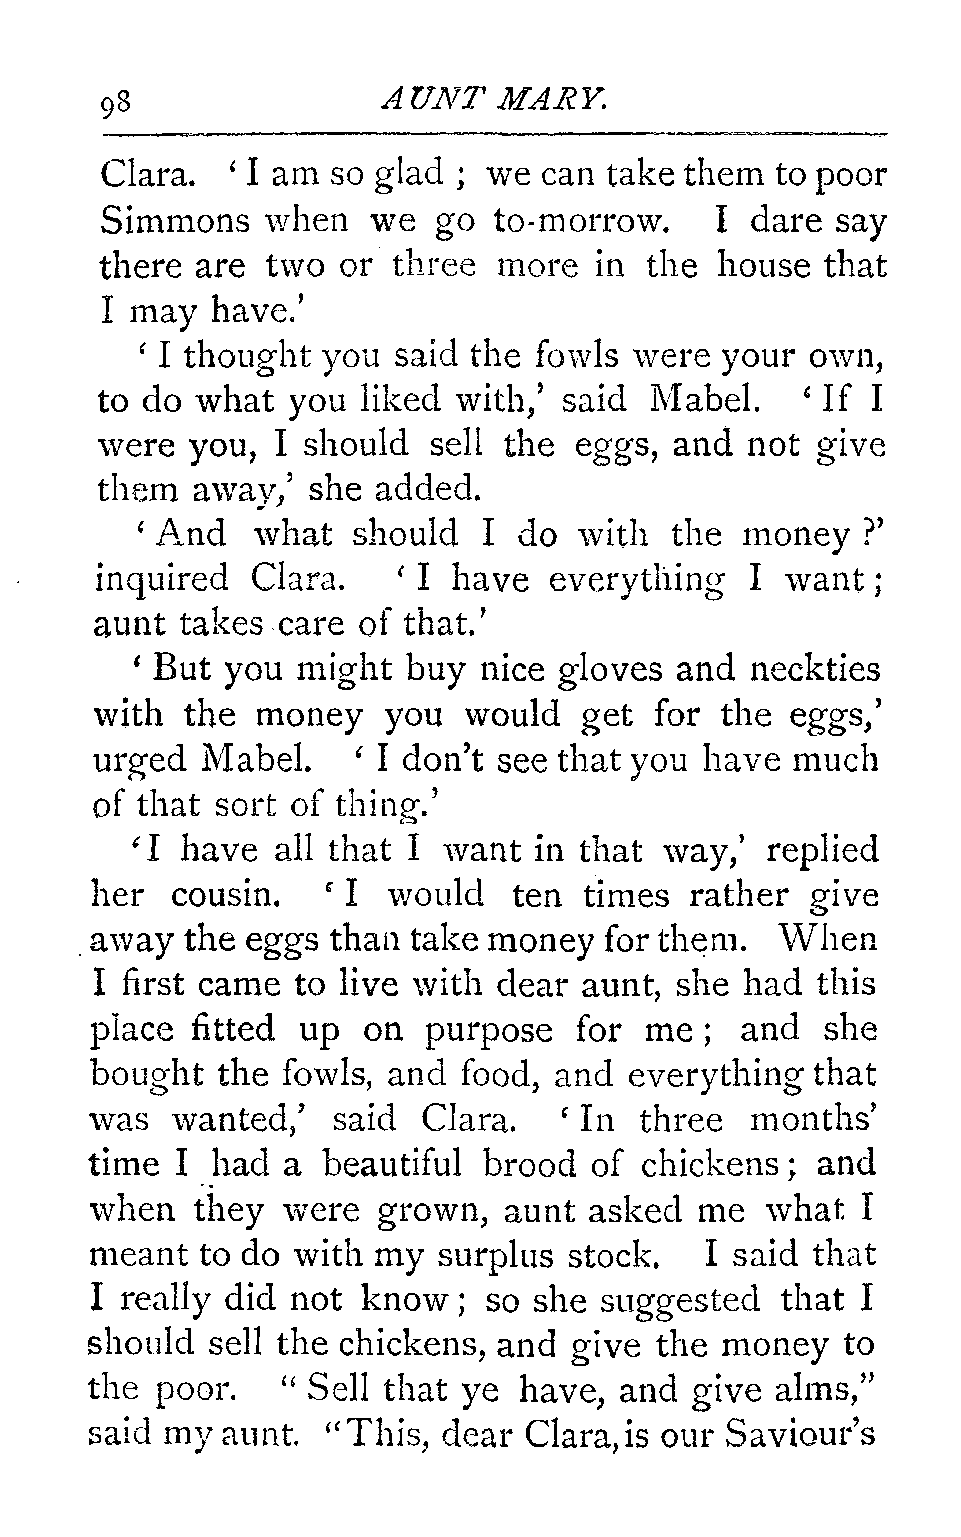 98 AUNT MARY.
Clara. ‘ I am so glad ; we can take them to poor
Simmons when we go to-morrow. I dare say
there are two or three more in the house that
I may have.’
‘ I thought you said the fowls were your own,
to do what you liked with,’ said Mabel. ‘ If I
were you, I should sell the eggs, and not give
them away,’ she added.
‘ And what should I do with the money ?’
inquired Clara. ‘ I have everything I want ;
aunt takes care of that.’
‘ But you might buy nice gloves and neckties
with the money you would get for the eggs,’
urged Mabel. ‘ I don’t see that you have much
of that sort of thing.’
‘ I have all that I want in that way,’ replied
her cousin. ‘ I would ten times rather give
away the eggs than take money for them. When
I first came to live with dear aunt, she had this
place fitted up on purpose for me ; and she
bought the fowls, and food, and everything that
was wanted,’ said Clara. ‘ In three months’
time I had a beautiful brood of chickens ; and
when they were grown, aunt asked me what I
meant to do with my surplus stock. I said that
I really did not know ; so she suggested that I
should sell the chickens, and give the money to
the poor. “ Sell that ye have, and give alms,”
said my aunt. “This, dear Clara, is our Saviour’s